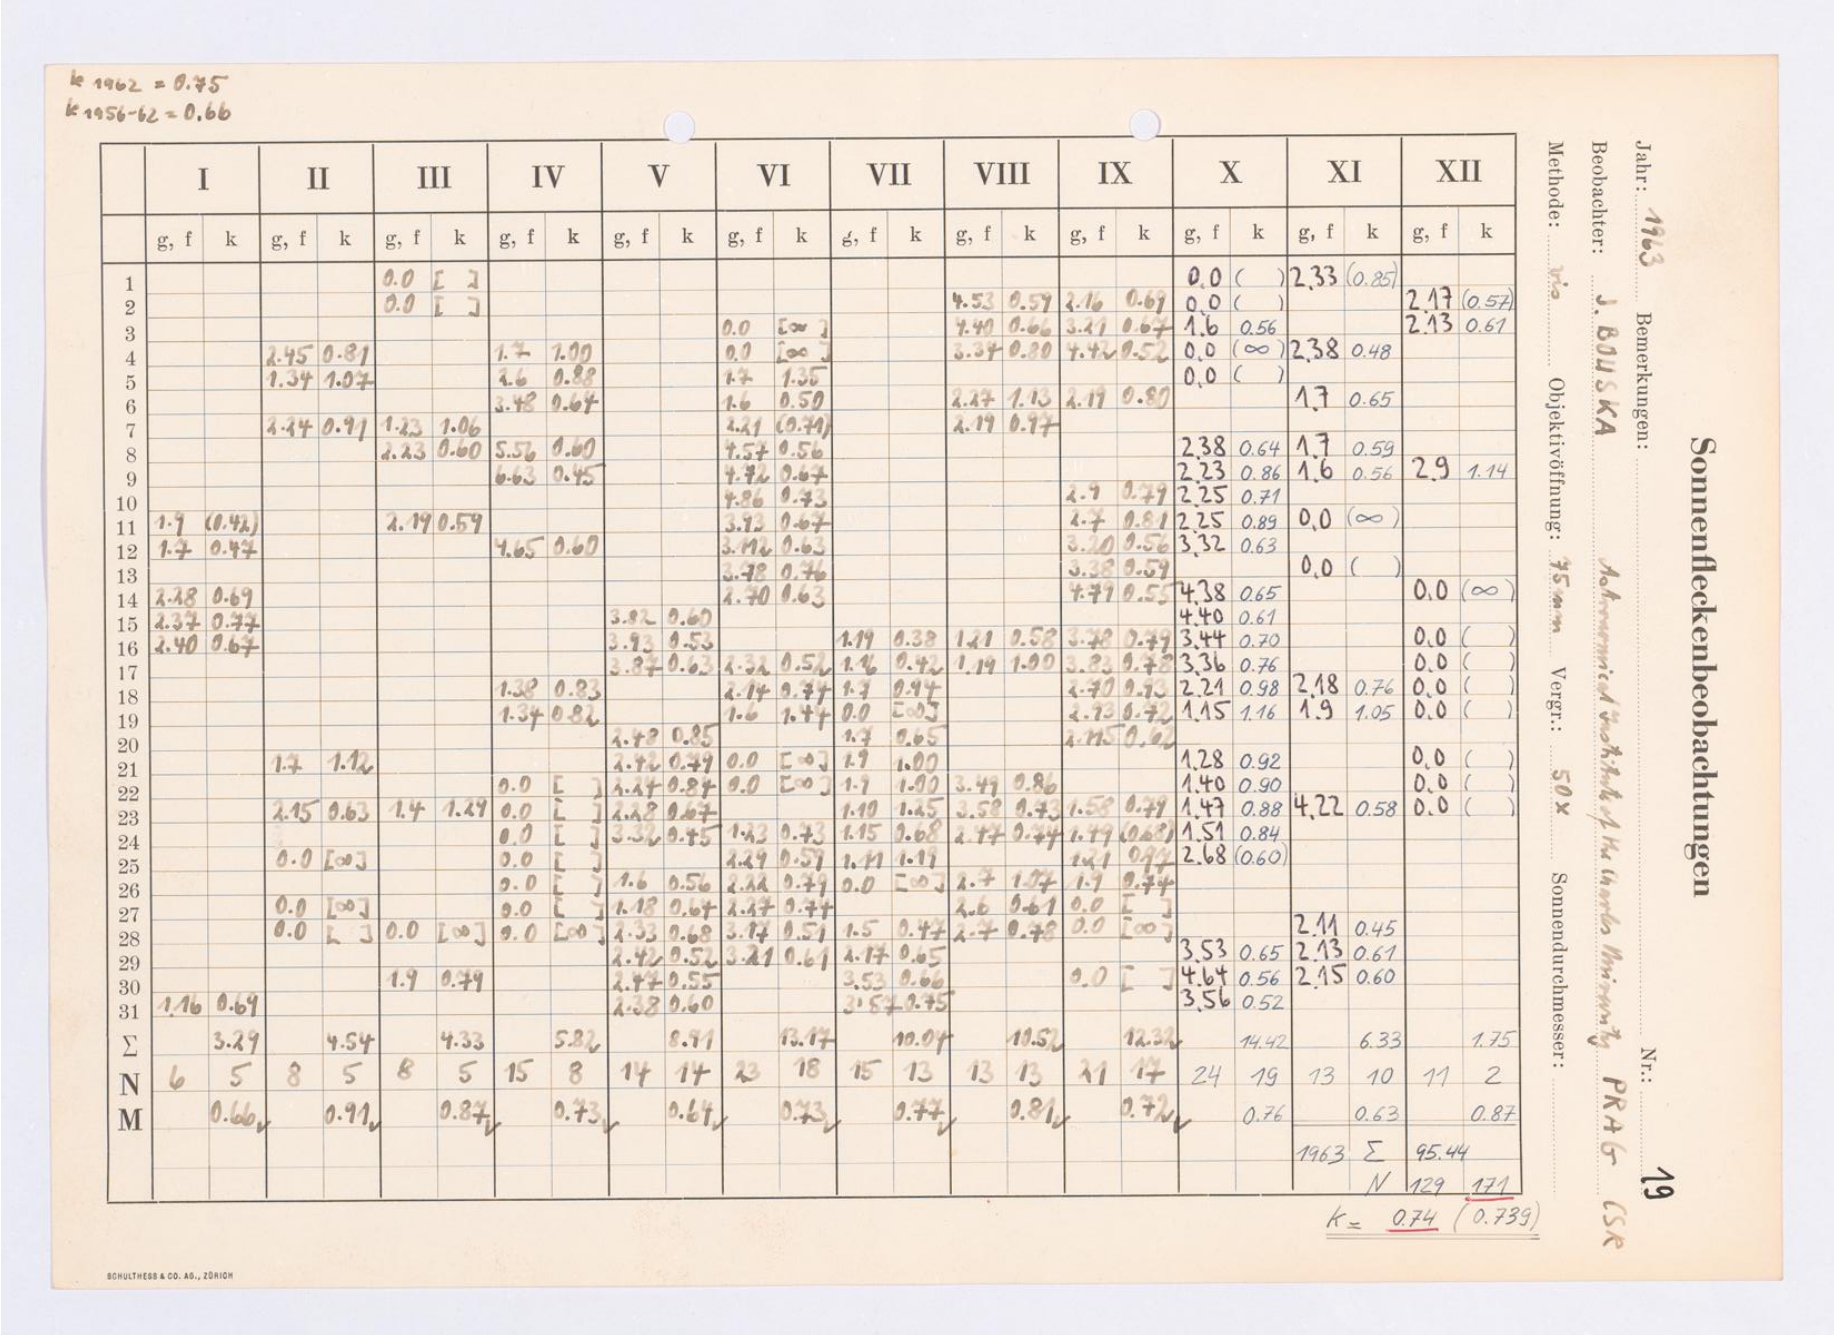 k 1962 = 0.75
k 1956-62 = 0.66
I II III IV V VI VII VIII IX X XI XII
g, f k g, f k g, f k g, f k g, f k g, f k g, f k g, f k g, f k g, f k g, f k g, f k
1 0.0 [ ] 0,0 ( ) 2,33 (0.85)
2 0.0 [ ] 4.53 0.59 2.16 0.69 0,0 ( ) 2,17 (0.57)
3 0.0 [∞] 4.40 0.66 3.21 0.67 1,6 0.56 2,13 0.61
4 2.45 0.81 1.7 1.00 0.0 [∞] 3.34 0.80 4.42 0.52 0,0 (∞) 2,38 0.48
5 1.34 1.07 2.6 0.88 1.7 1.35 0,0 ( )
6 3.48 0.64 1.6 0.50 2.27 1.13 2.19 0.80 1,7 0.65
7 2.24 0.91 1.23 1.06 2.21 (0.71) 2.19 0.97
8 2.23 0.60 5.56 0.60 4.57 0.56 2,38 0.64 1,7 0.59
9 6.63 0.45 4.72 0.67 2,23 0.86 1,6 0.56 2,9 1.14
10 4.86 0.73 2.9 0.79 2,25 0.71
11 1.9 (0.42) 2.19 0.59 3.93 0.67 2.7 0.81 2,25 0.89 0,0 (∞)
12 1.7 0.47 4.65 0.60 3.112 0.63 3.20 0.56 3,32 0.63
13 3.78 0.76 3.38 0.59 0,0 ( )
14 2.28 0.69 2.70 0.63 4.79 0.55 4,38 0.65 0,0 (∞)
15 2.37 0.77 3.82 0.60 4,40 0.61
16 2.40 0.67 3.93 0.53 1.19 0.38 1.21 0.58 3.78 0.79 3,44 0.70 0,0 ( )
17 3.87 0.63 2.32 0.52 1.16 0.42 1.19 1.00 3.83 0.78 3,36 0.76 0,0 ( )
18 1.38 0.83 2.14 0.74 1.7 0.94 2.70 0.93 2,21 0.98 2,18 0.76 0,0 ( )
19 1.34 0.82 1.6 1.44 0.0 [∞] 2.93 0.72 1,15 1.16 1,9 1.05 0,0 ( )
20 2.48 0.85 1.7 0.65 2.115 0.62
21 1.7 1.12 2.42 0.79 0.0 [∞] 1.9 1.00 1,28 0.92 0,0 ( )
22 0.0 [ ] 2.24 0.84 0.0 [∞] 1.9 1.00 3.49 0.86 1,40 0.90 0,0 ( )
23 2.15 0.63 1.4 1.29 0.0 [ ] 2.28 0.67 1.10 1.25 3.58 0.73 1.58 0.79 1,47 0.88 4,22 0.58 0,0 ( )
24 0.0 [ ] 3.32 0.45 1.23 0.73 1.15 0.68 2.47 0.74 1.49 (0.68) 1,51 0.84
25 0.0 [∞] 0.0 [ ] 2.29 0.59 1.11 1.19 1.21 0.97 2,68 (0.60)
26 0.0 [ ] 1.6 0.56 2.22 0.79 0.0 [∞] 2.7 1.07 1.9 0.74
27 0.0 [∞] 0.0 [ ] 1.18 0.64 2.27 0.74 2.6 0.61 0.0 [ ]
28 0.0 [ ] 0.0 [∞] 0.0 [∞] 2.33 0.68 3.17 0.51 1.5 0.47 2.7 0.78 0.0 [∞] 2,11 0.45
29 2.42 0.52 3.21 0.61 2.17 0.65 3,53 0.65 2,13 0.61
30 1.9 0.79 2.47 0.55 3.53 0.66 0.0 [ ] 4,64 0.56 2,15 0.60
31 1.16 0.69 2.38 0.60 3.57 0.75 3,56 0.52
Σ 3.29 4.54 4.33 5.82 8.91 13.17 10.04 10.52 12.32 14.42 6.33 1.75
N 6 5 8 5 8 5 15 8 14 14 23 18 15 13 13 13 21 17 24 19 13 10 11 2
M 0.66 0.91 0.87 0.73 0.64 0.73 0.77 0.81 0.72 0.76 0.63 0.87
1963 Σ 95.44
N 129 171
k = 0.74 (0.739)
SCHULTHESS & CO. AG., ZÜRICH
Sonnenfleckenbeobachtungen
Jahr: 1963 Bemerkungen: Nr.: 19
Beobachter: J. BOUSKA Astronomical Institute of the Charles University PRAG CSR
Methode: vis Objektivöffnung: 75mm Vergr.: 50x Sonnendurchmesser: